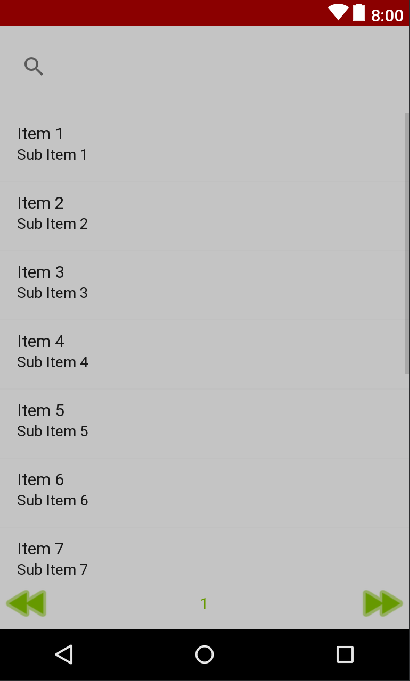 8:00
Item 1
Sub Item 1
Item 2
Sub Item 2
Item 3
Sub Item 3
Item 4
Sub Item 4
Item 5
Sub Item 5
Item 6
Sub Item 6
Item 7
Sub Item 7
1